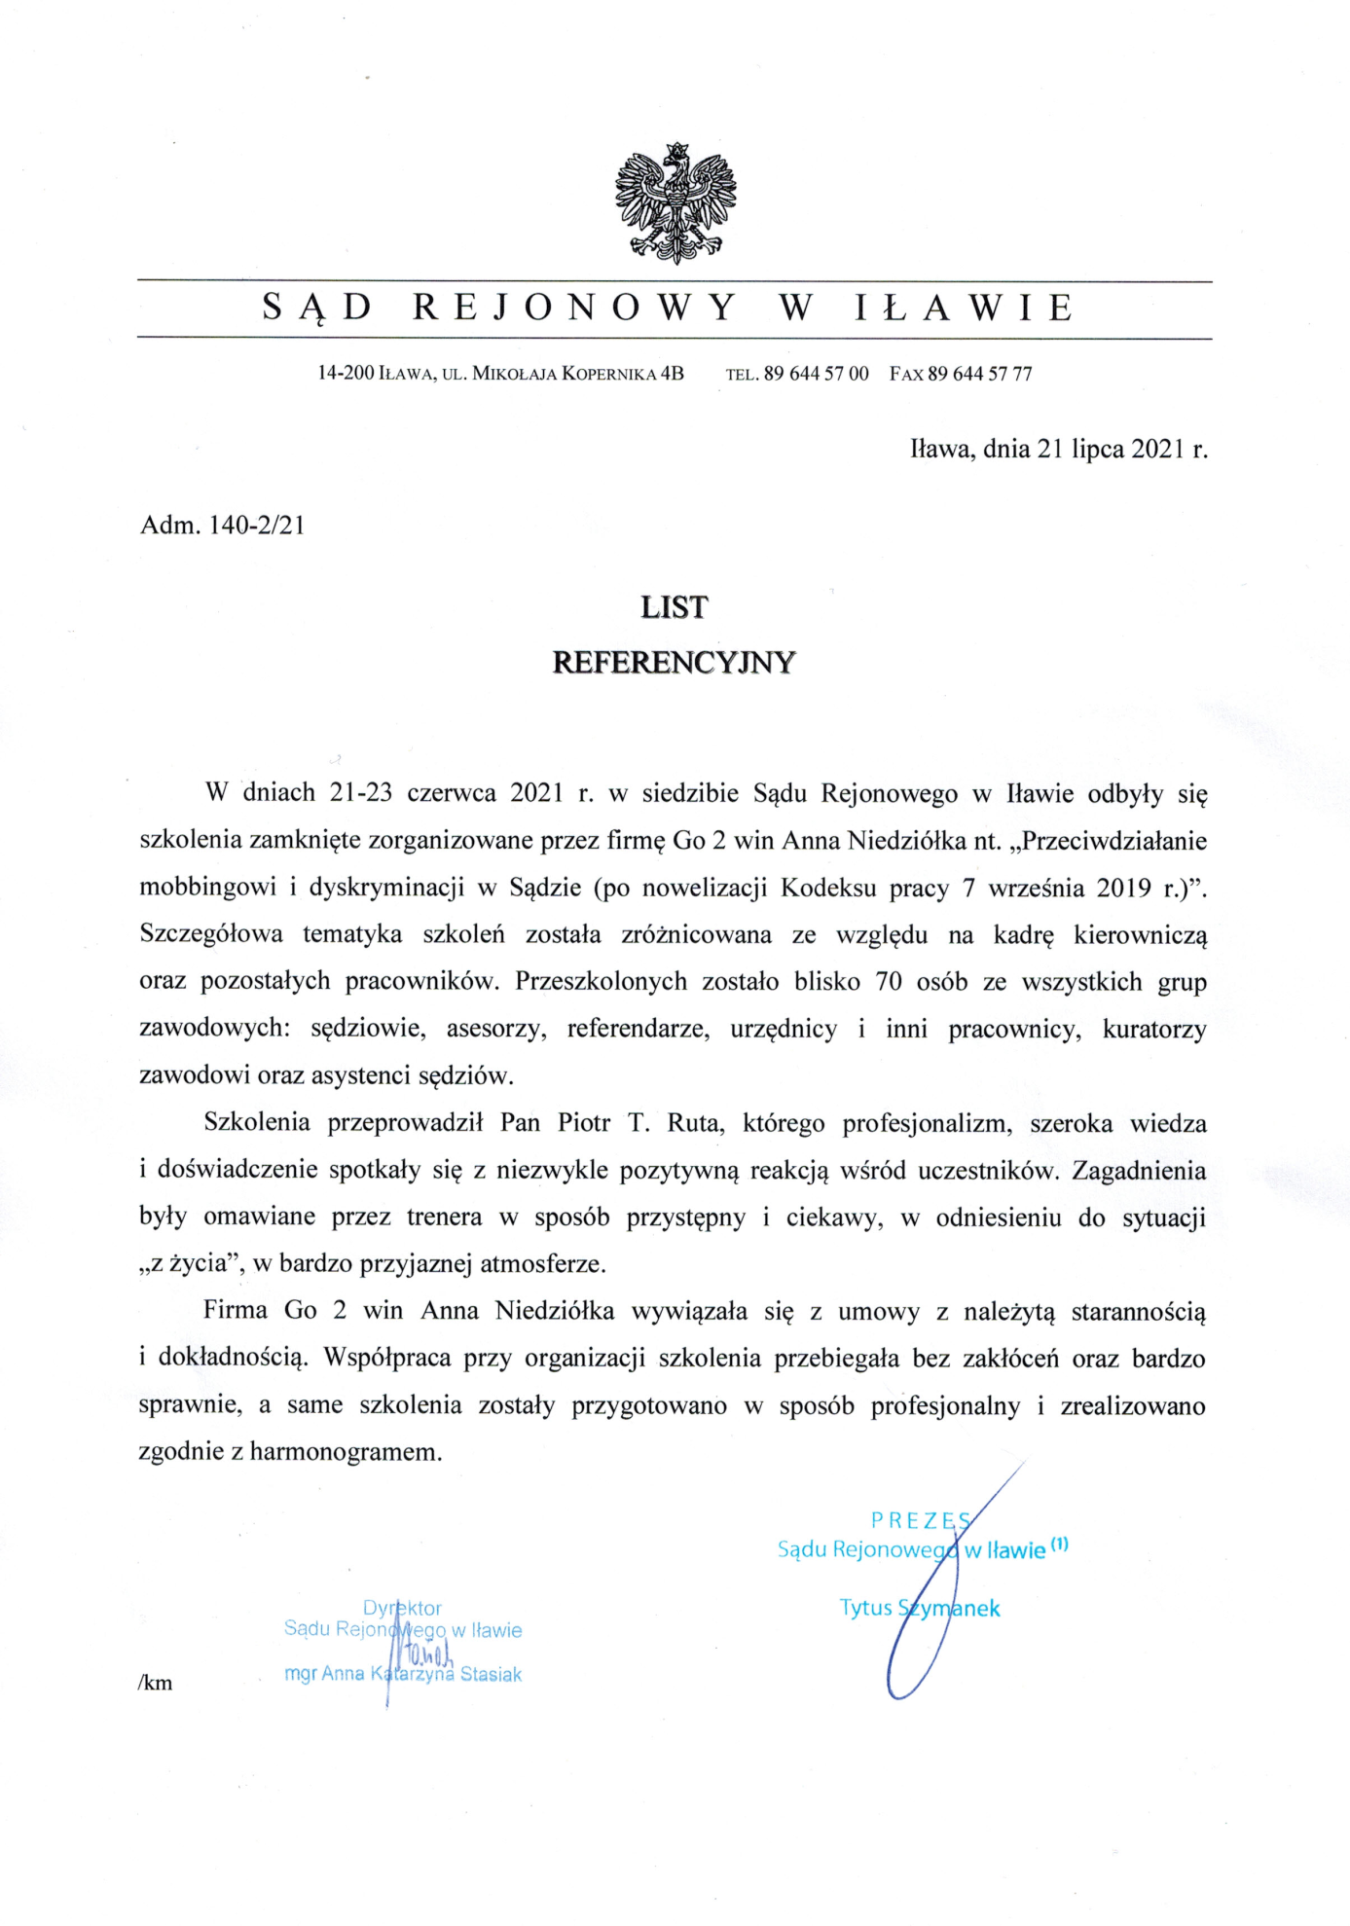 SĄD REJONOWY W IŁAWIE
14-200 IŁAWA, UL. MIKOŁAJA KOPERNIKA 4B TEL. 89 644 57 00 FAX 89 644 57 77
Iława, dnia 21 lipca 2021 r.
Adm. 140-2/21
LIST
REFERENCYJNY
W dniach 21-23 czerwca 2021 r. w siedzibie Sądu Rejonowego w Iławie odbyły się
szkolenia zamknięte zorganizowane przez firmę Go 2 win Anna Niedziółka nt. „Przeciwdziałanie
mobbingowi i dyskryminacji w Sądzie (po nowelizacji Kodeksu pracy 7 września 2019 r.)”.
Szczegółowa tematyka szkoleń została zróżnicowana ze względu na kadrę kierowniczą
oraz pozostałych pracowników. Przeszkolonych zostało blisko 70 osób ze wszystkich grup
zawodowych: sędziowie, asesorzy, referendarze, urzędnicy i inni pracownicy, kuratorzy
zawodowi oraz asystenci sędziów.
Szkolenia przeprowadził Pan Piotr T. Ruta, którego profesjonalizm, szeroka wiedza
i doświadczenie spotkały się z niezwykle pozytywną reakcją wśród uczestników. Zagadnienia
były omawiane przez trenera w sposób przystępny i ciekawy, w odniesieniu do sytuacji
„z życia”, w bardzo przyjaznej atmosferze.
Firma Go 2 win Anna Niedziółka wywiązała się z umowy z należytą starannością
i dokładnością. Współpraca przy organizacji szkolenia przebiegała bez zakłóceń oraz bardzo
sprawnie, a same szkolenia zostały przygotowano w sposób profesjonalny i zrealizowano
zgodnie z harmonogramem.
PREZES
Sądu Rejonowego w Iławie (1)
Tytus Szymanek
Dyrektor
Sądu Rejonowego w Iławie
mgr Anna Katarzyna Stasiak
/km